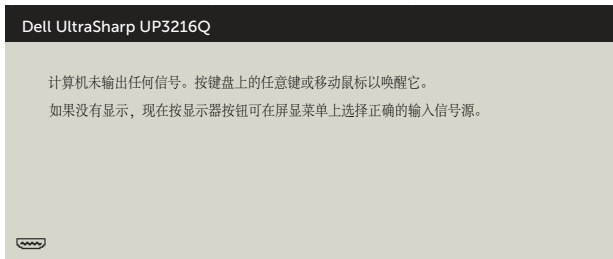 Dell UltraSharp UP3216Q
计算机未输出任何信号。按键盘上的任意键或移动鼠标以唤醒它。
如果没有显示，现在按显示器按钮可在屏显菜单上选择正确的输入信号源。